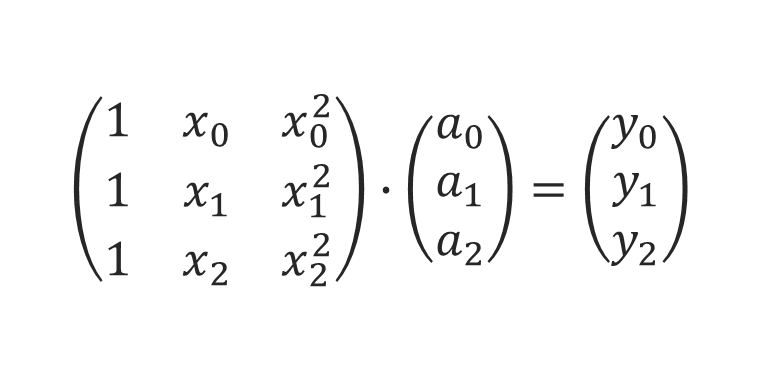 (1 x₀ x₀²
1 x₁ x₁²
1 x₂ x₂²) · (a₀
a₁
a₂) = (y₀
y₁
y₂)